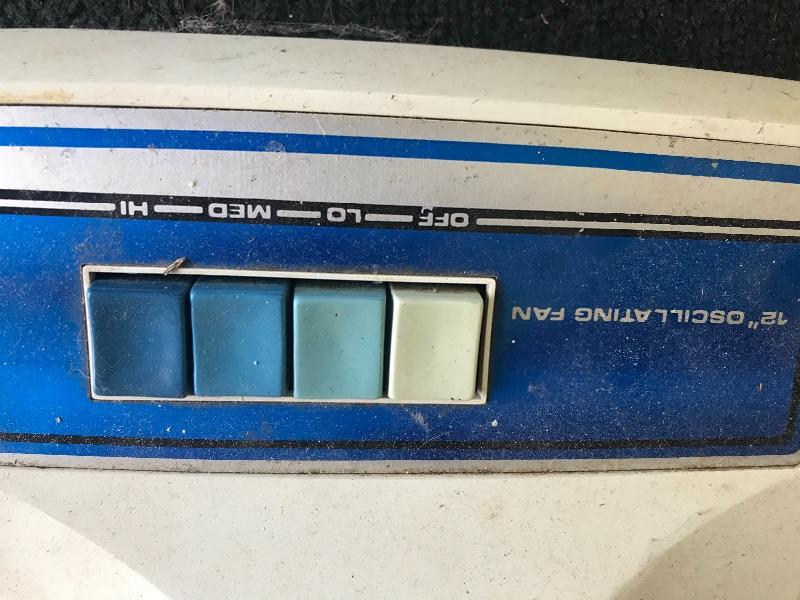 12" OSCILLATING FAN
OFF LO MED HI